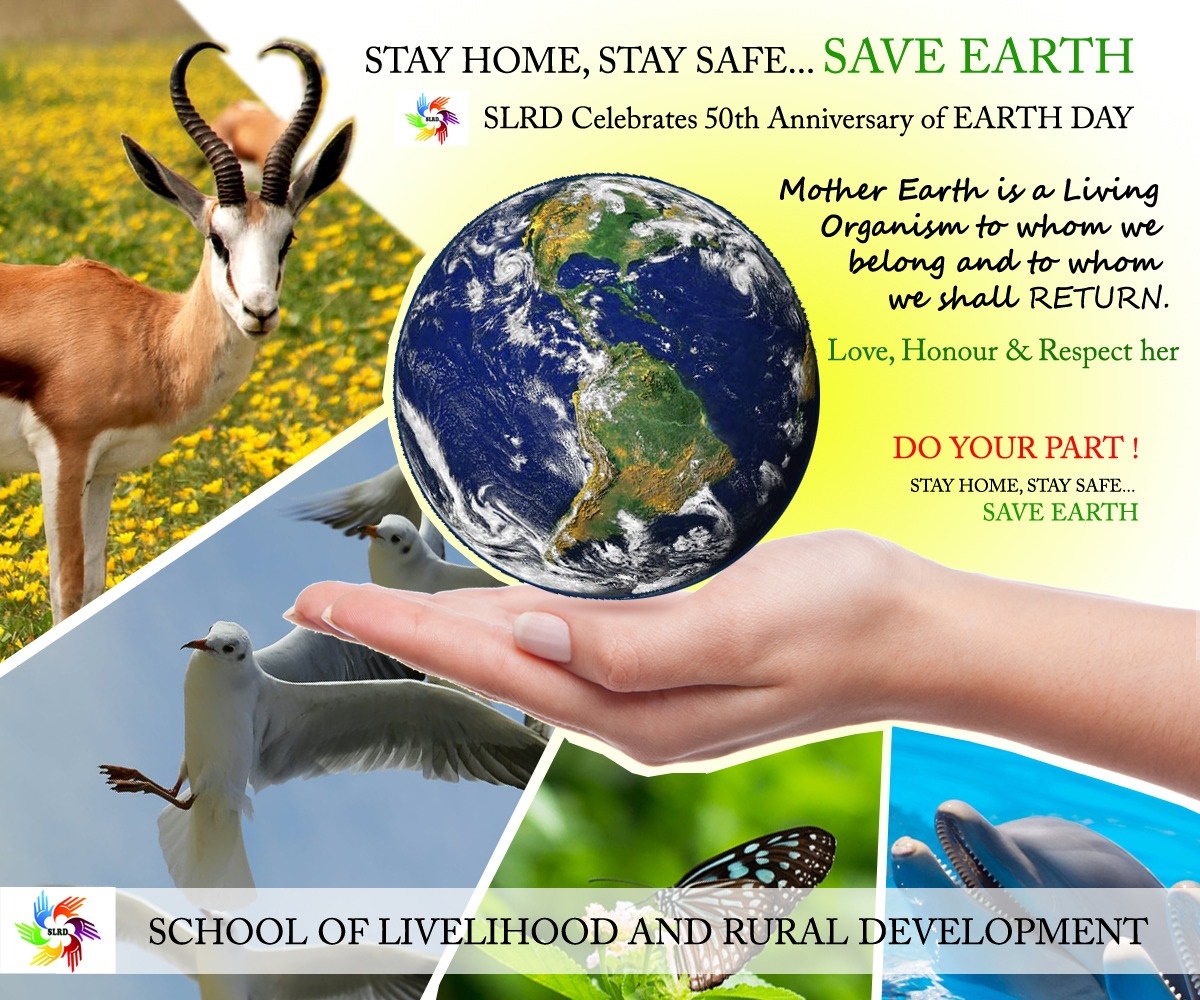 STAY HOME, STAY SAFE... SAVE EARTH
SLRD
SLRD Celebrates 50th Anniversary of EARTH DAY
Mother Earth is a Living
Organism to whom we
belong and to whom
we shall RETURN.
Love, Honour & Respect her
DO YOUR PART !
STAY HOME, STAY SAFE...
SAVE EARTH
SLRD
SCHOOL OF LIVELIHOOD AND RURAL DEVELOPMENT